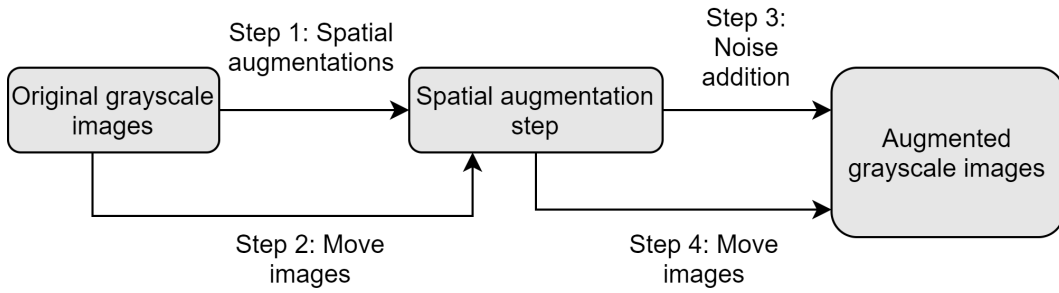 Step 1: Spatial
augmentations
Step 3:
Noise
addition
Original grayscale
images
Spatial augmentation
step
Augmented
grayscale images
Step 2: Move
images
Step 4: Move
images